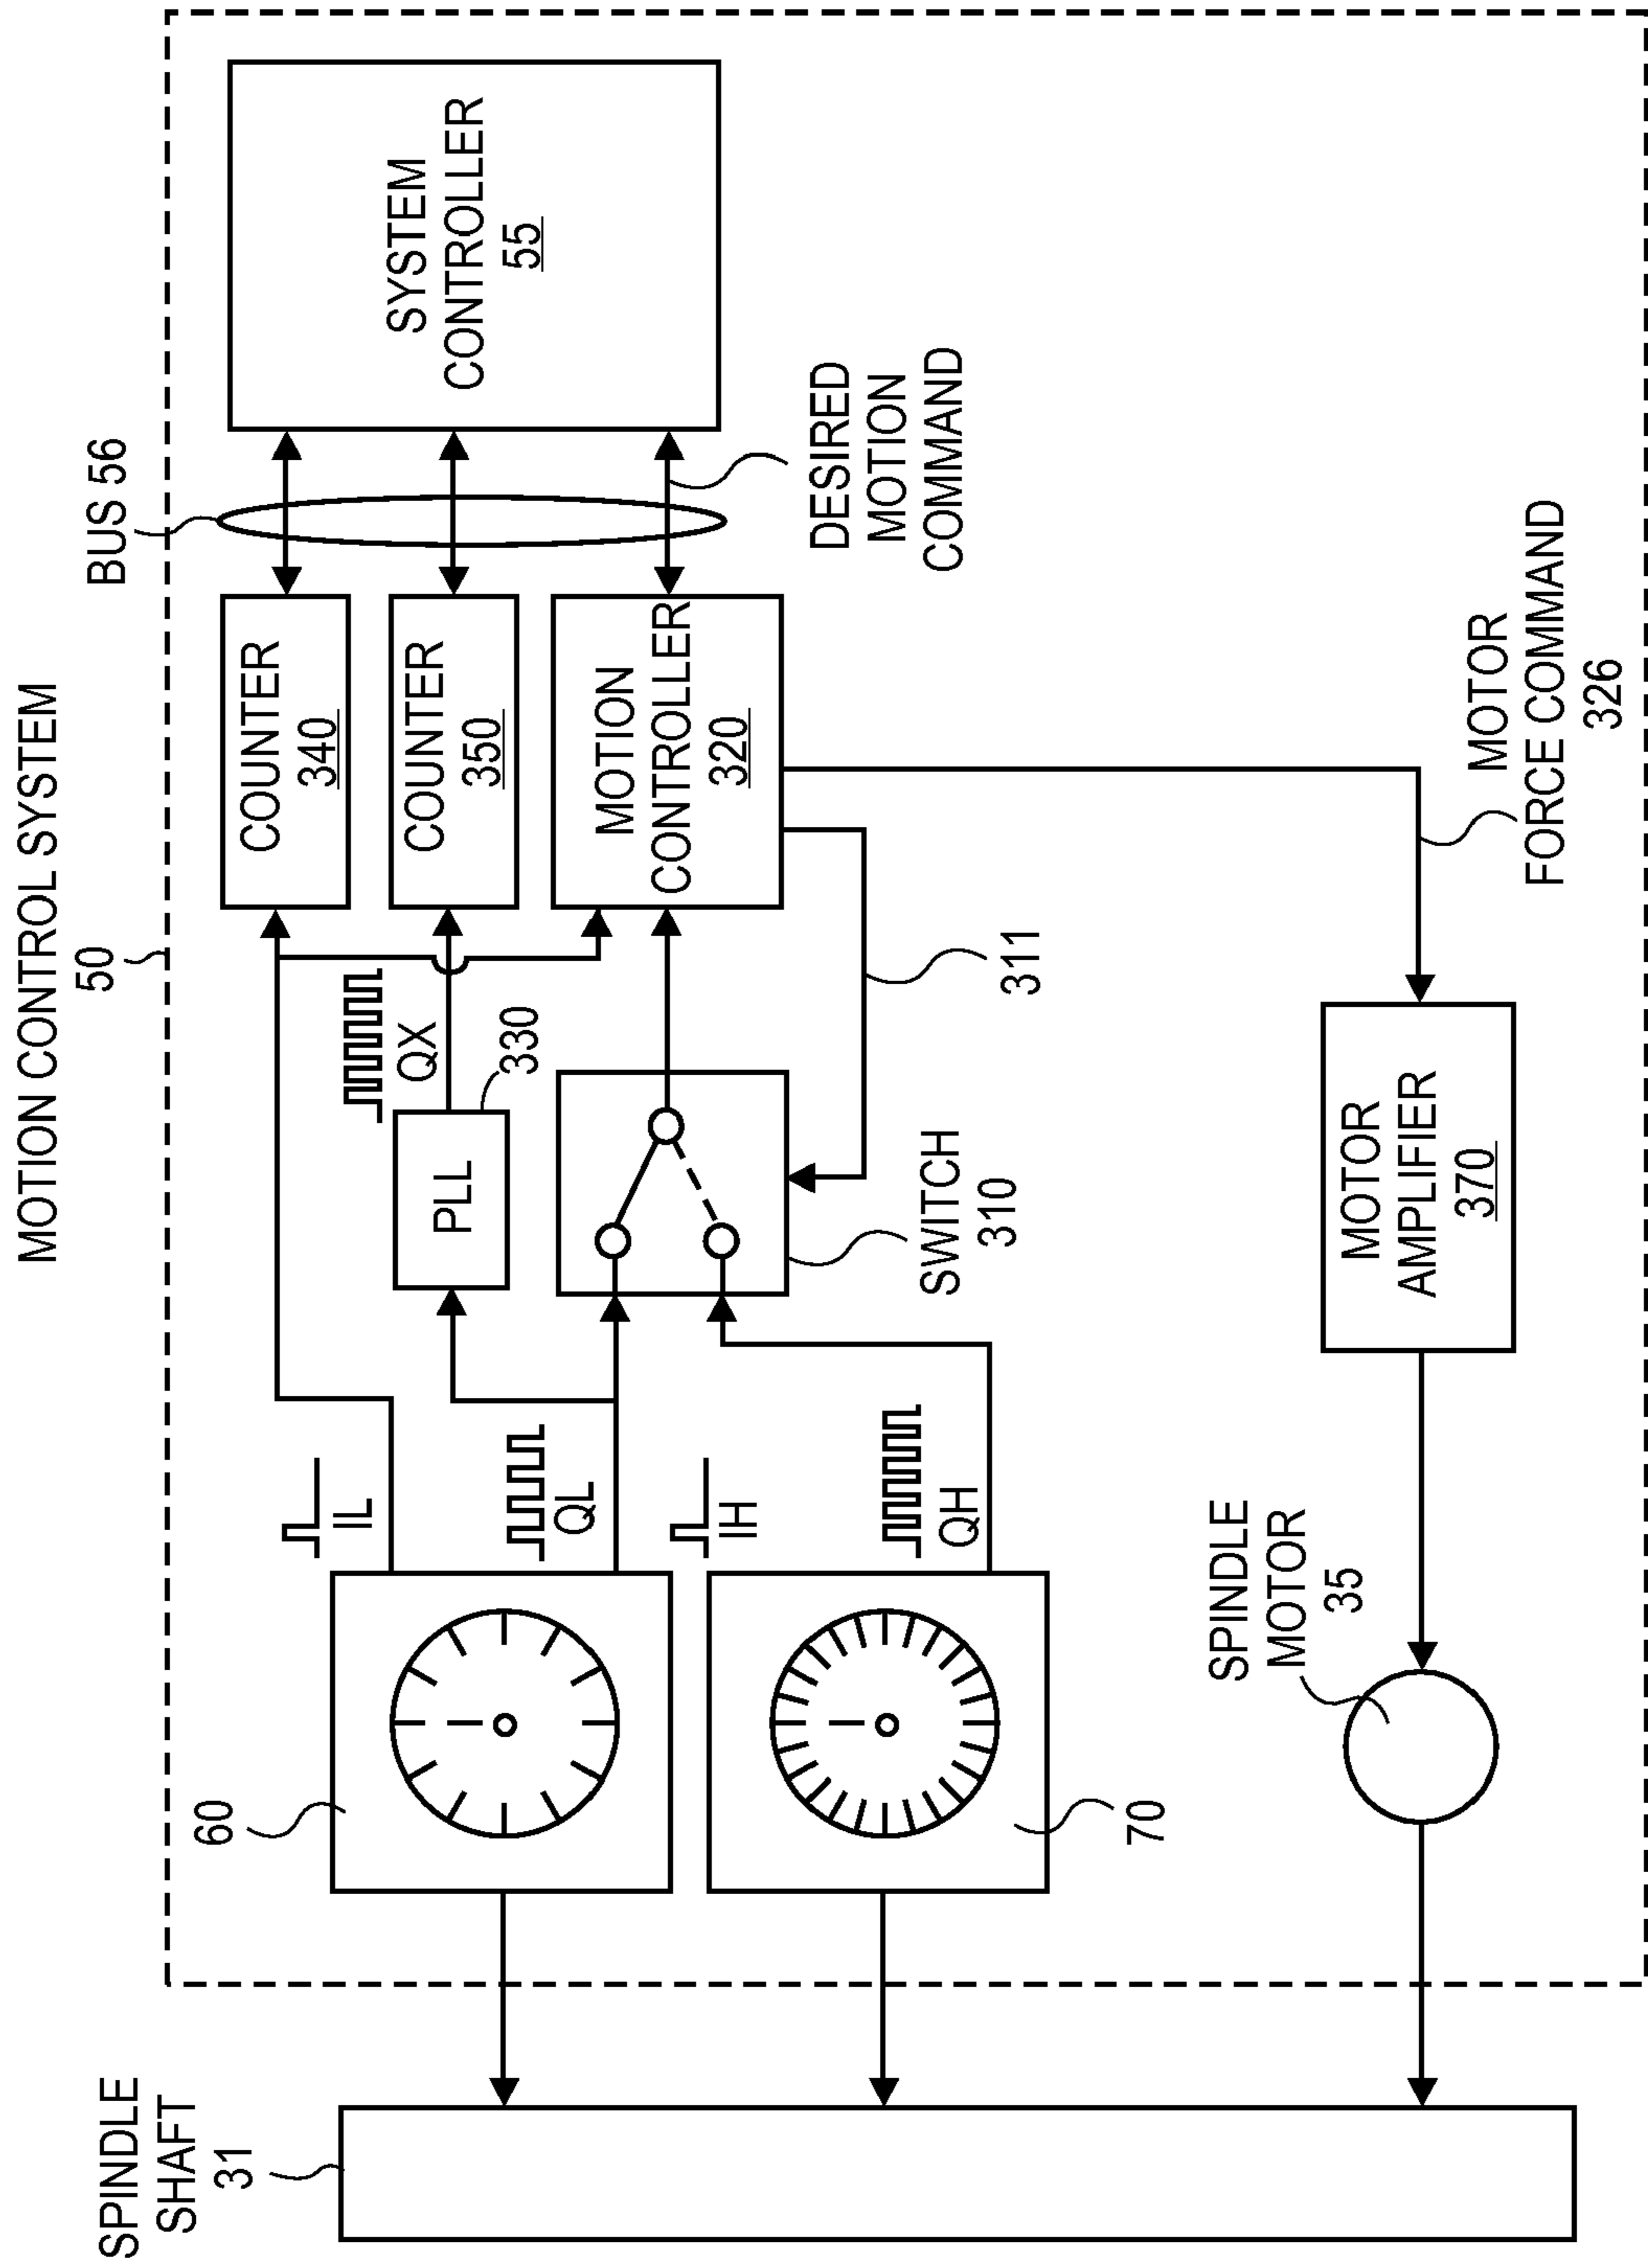 MOTION CONTROL SYSTEM
50
SPINDLE
SHAFT
31
60
IL
QL
IH
QH
70
PLL
330
QX
SWITCH
310
311
BUS 56
COUNTER
340
COUNTER
350
MOTION
CONTROLLER
320
SYSTEM
CONTROLLER
55
DESIRED
MOTION
COMMAND
SPINDLE
MOTOR
35
MOTOR
AMPLIFIER
370
MOTOR
FORCE COMMAND
326